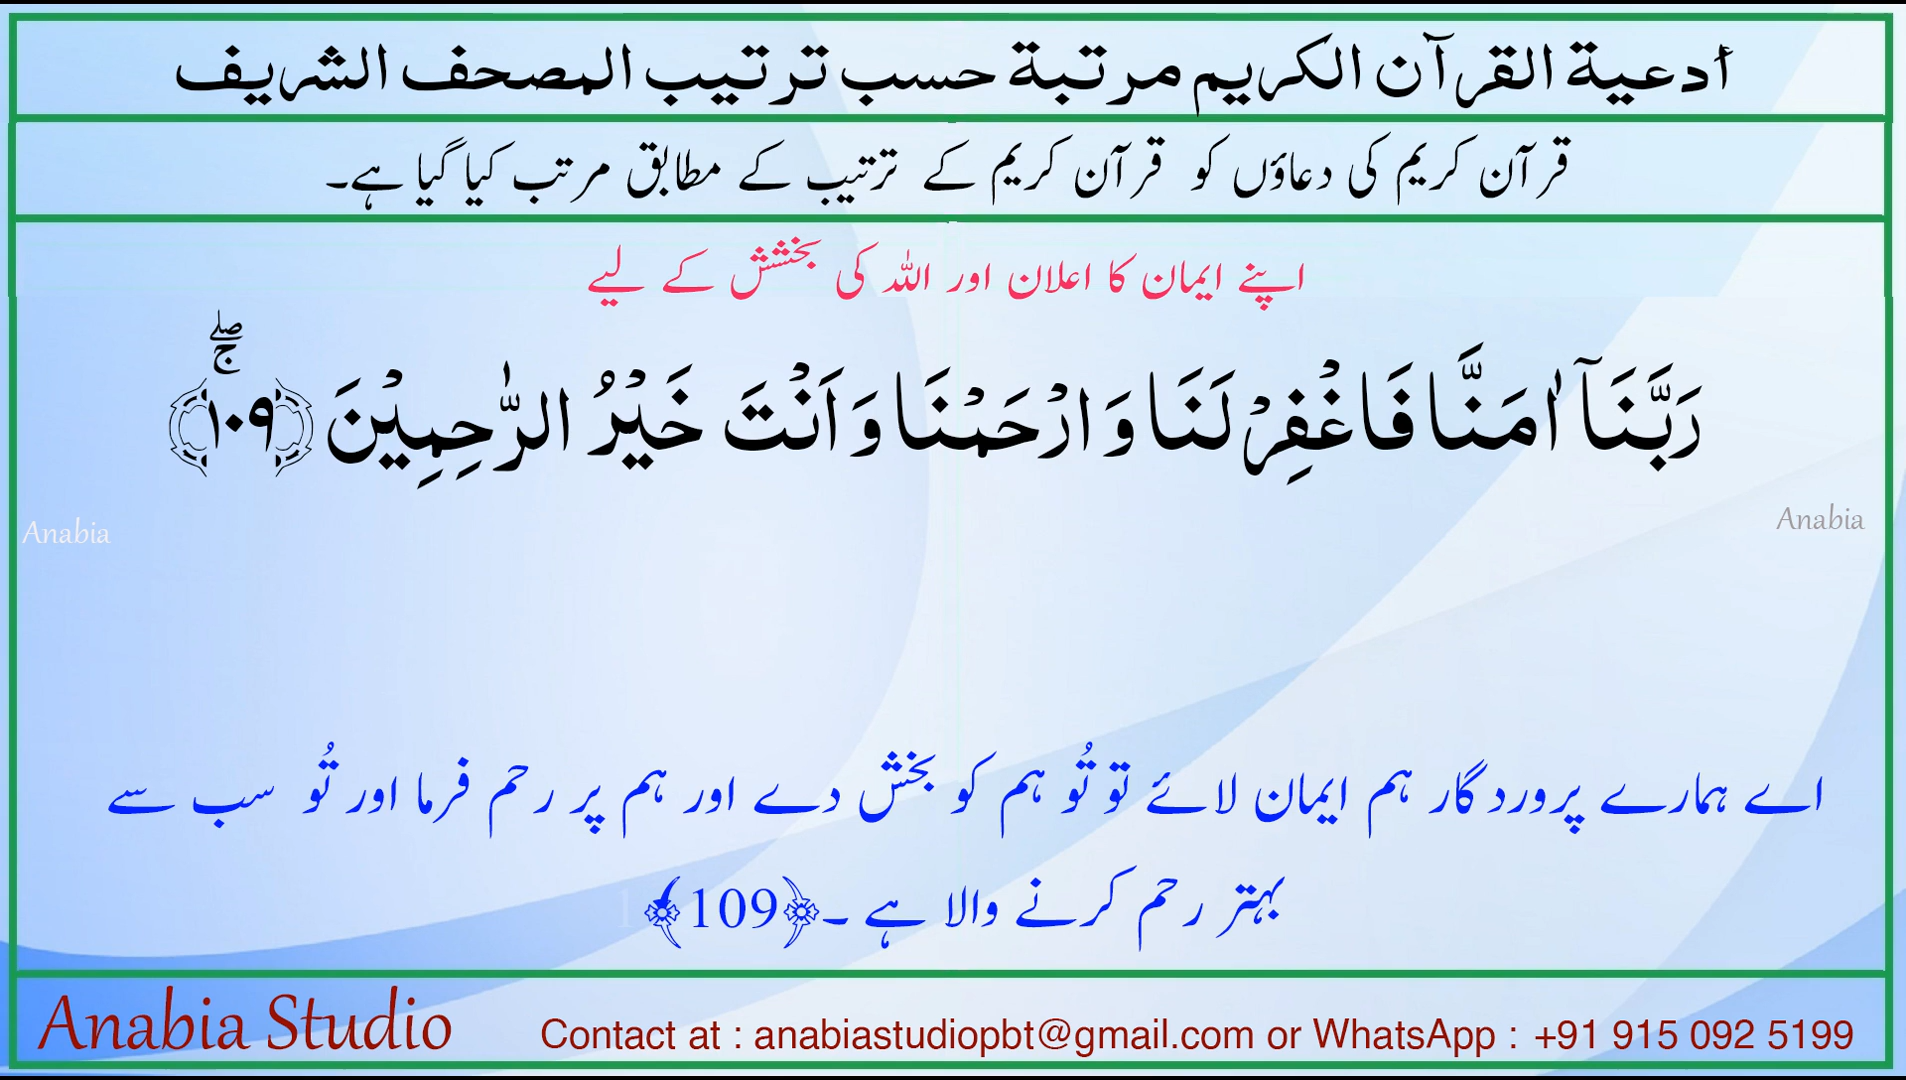 أدعية القرآن الكريم مرتبة حسب ترتيب المصحف الشريف
قرآن کریم کی دعاؤں کو قرآن کریم کے ترتیب کے مطابق مرتب کیا گیا ہے۔
اپنے ایمان کا اعلان اور اللہ کی بخشش کے لیے
رَبَّنَاۤ اٰمَنَّا فَاغْفِرْ لَنَا وَ ارْحَمْنَا وَ اَنْتَ خَیْرُ الرّٰحِمِیْنَ ﴿۱۰۹﴾ۚۖ
Anabia
Anabia
اے ہمارے پروردگار ہم ایمان لائے تو تُو ہم کو بخش دے اور ہم پر رحم فرما اور تُو سب سے
بہتر رحم کرنے والا ہے ۔﴿109﴾
Anabia Studio
Contact at : anabiastudiopbt@gmail.com or WhatsApp : +91 915 092 5199